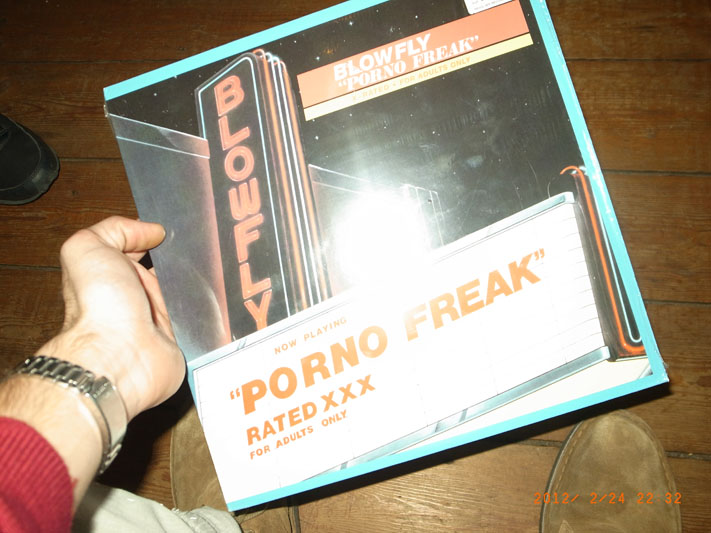 BLOWFLY
"PORNO FREAK"
X RATED - FOR ADULTS ONLY
BLOWFLY
NOW PLAYING
"PORNO FREAK"
RATED XXX
FOR ADULTS ONLY
2012/ 2/24 22 32